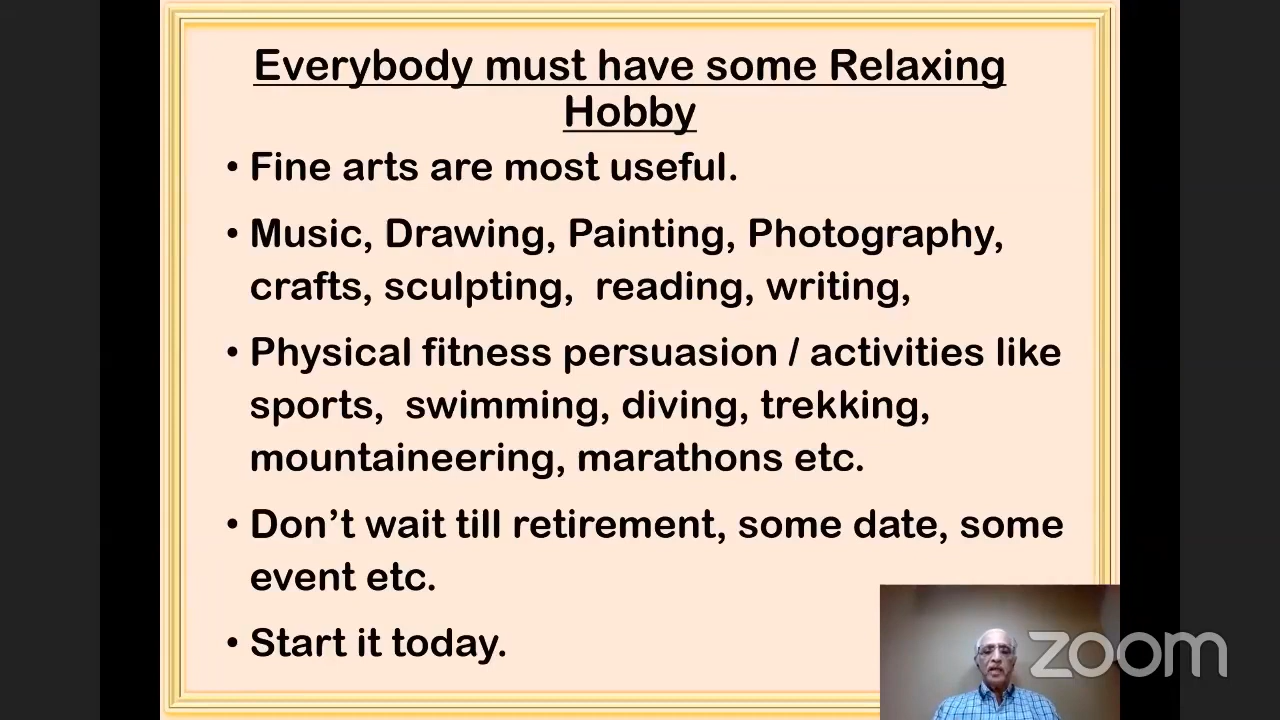 Everybody must have some Relaxing
Hobby
• Fine arts are most useful.
• Music, Drawing, Painting, Photography,
crafts, sculpting,  reading, writing,
• Physical fitness persuasion / activities like
sports,  swimming, diving, trekking,
mountaineering, marathons etc.
• Don’t wait till retirement, some date, some
event etc.
• Start it today.
zoom